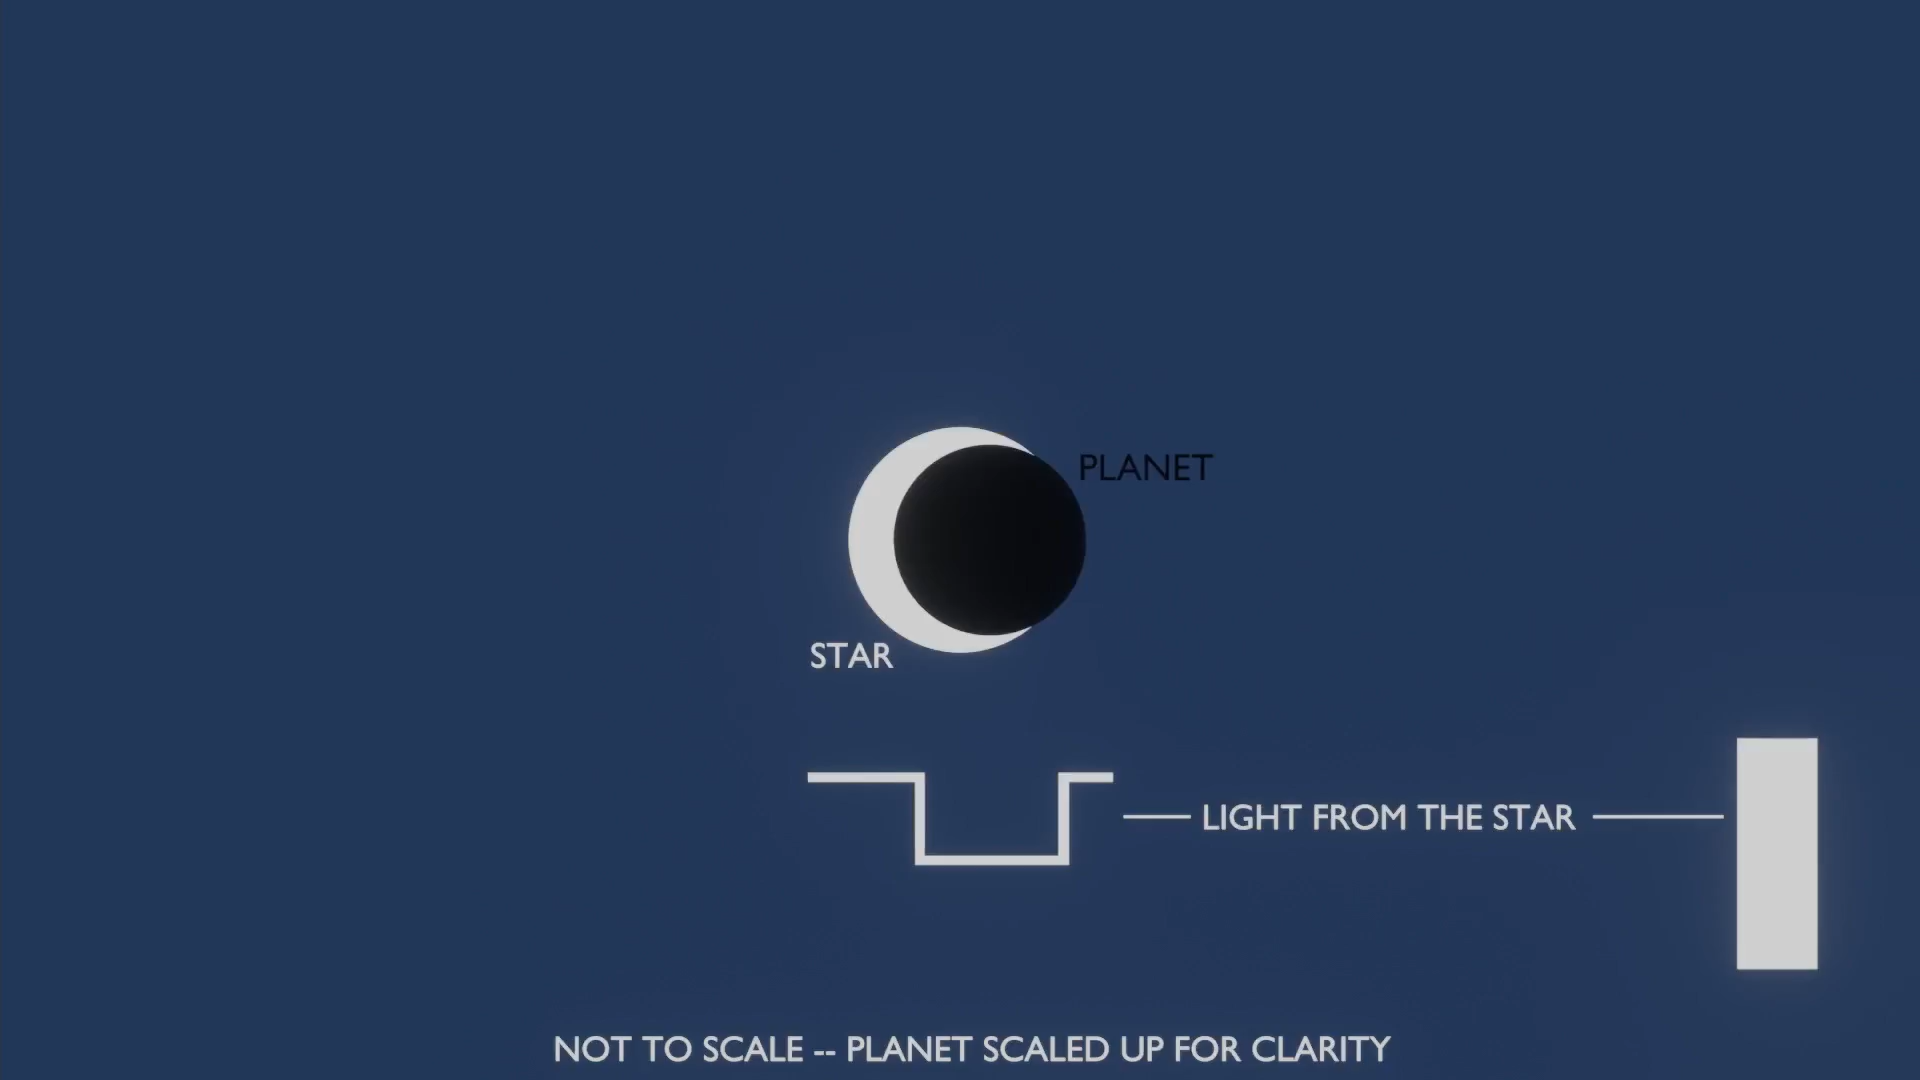 PLANET
STAR
LIGHT FROM THE STAR
NOT TO SCALE -- PLANET SCALED UP FOR CLARITY